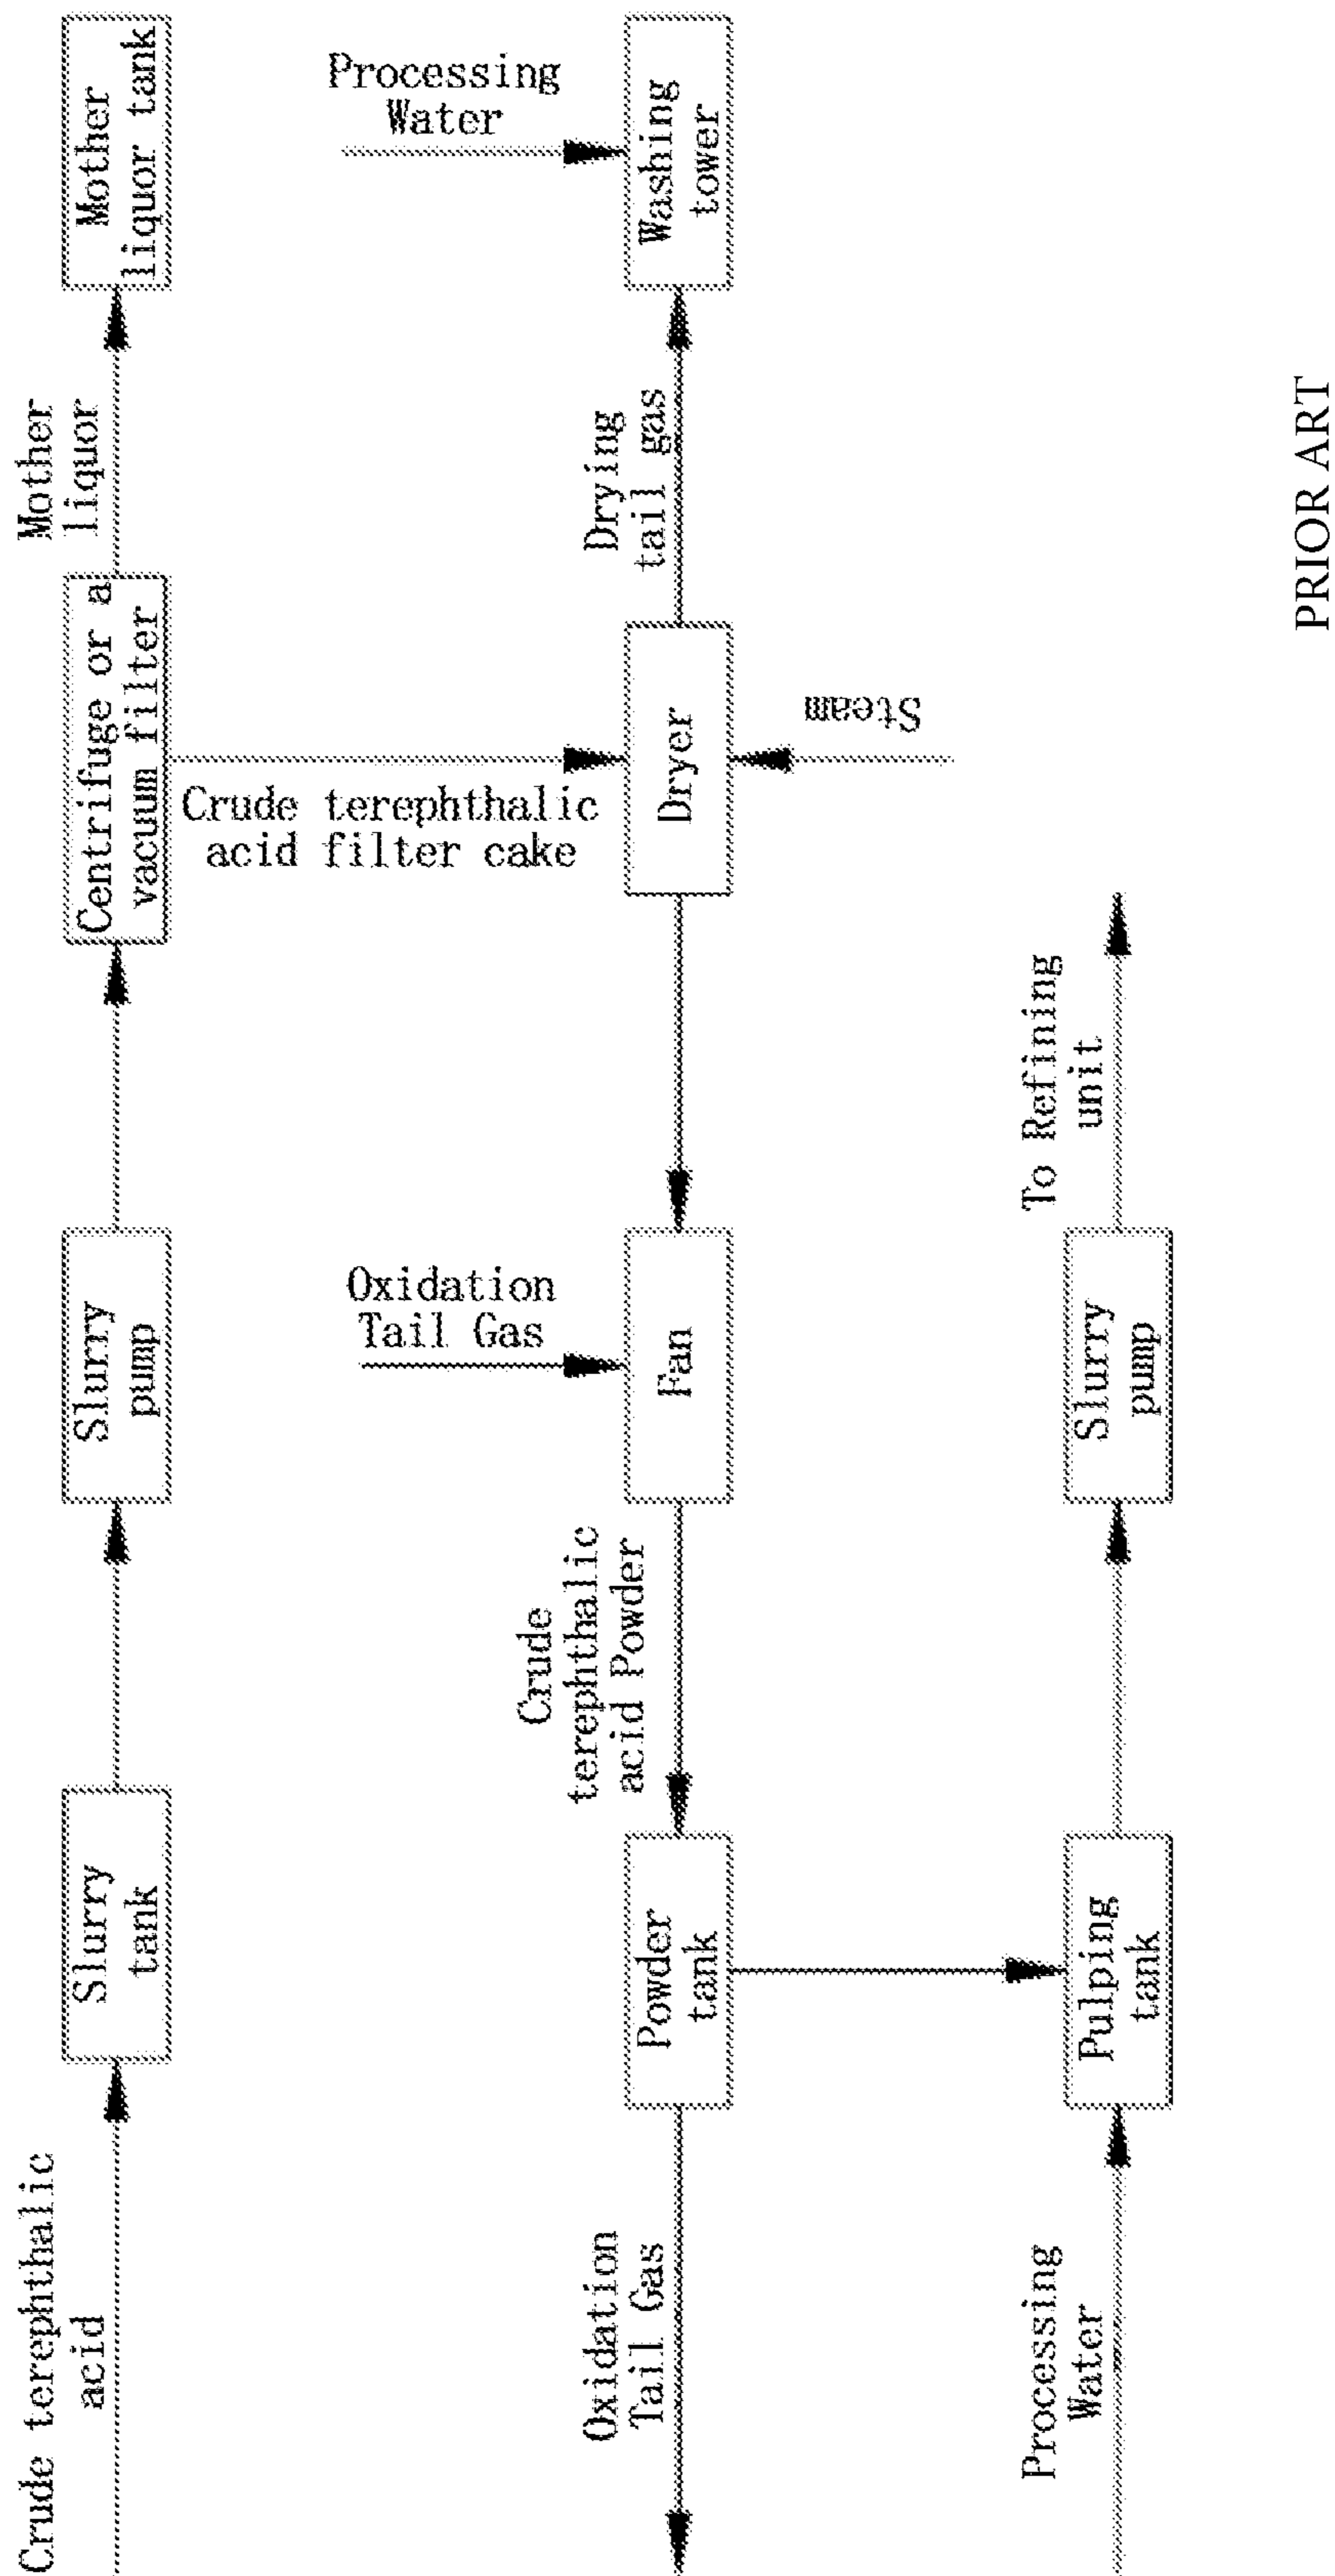 Crude terephthalic
acid
Slurry
tank
Slurry
pump
Centrifuge or a
vacuum filter
Mother
liquor
Mother
liquor tank
Crude terephthalic
acid filter cake
Processing
Water
Oxidation
Tail Gas
Oxidation
Tail Gas
Powder
tank
Crude
terephthalic
acid Powder
Fan
Dryer
Drying
tail gas
Washing
tower
Steam
Processing
Water
Pulping
tank
Slurry
pump
To Refining
unit
PRIOR ART